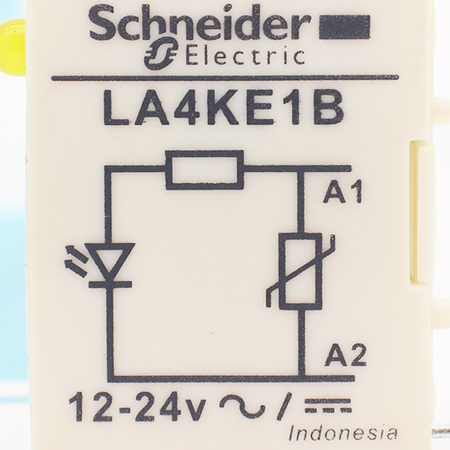 Schneider
Electric
LA4KE1B
A1
A2
12-24v ~ / ⎓
Indonesia